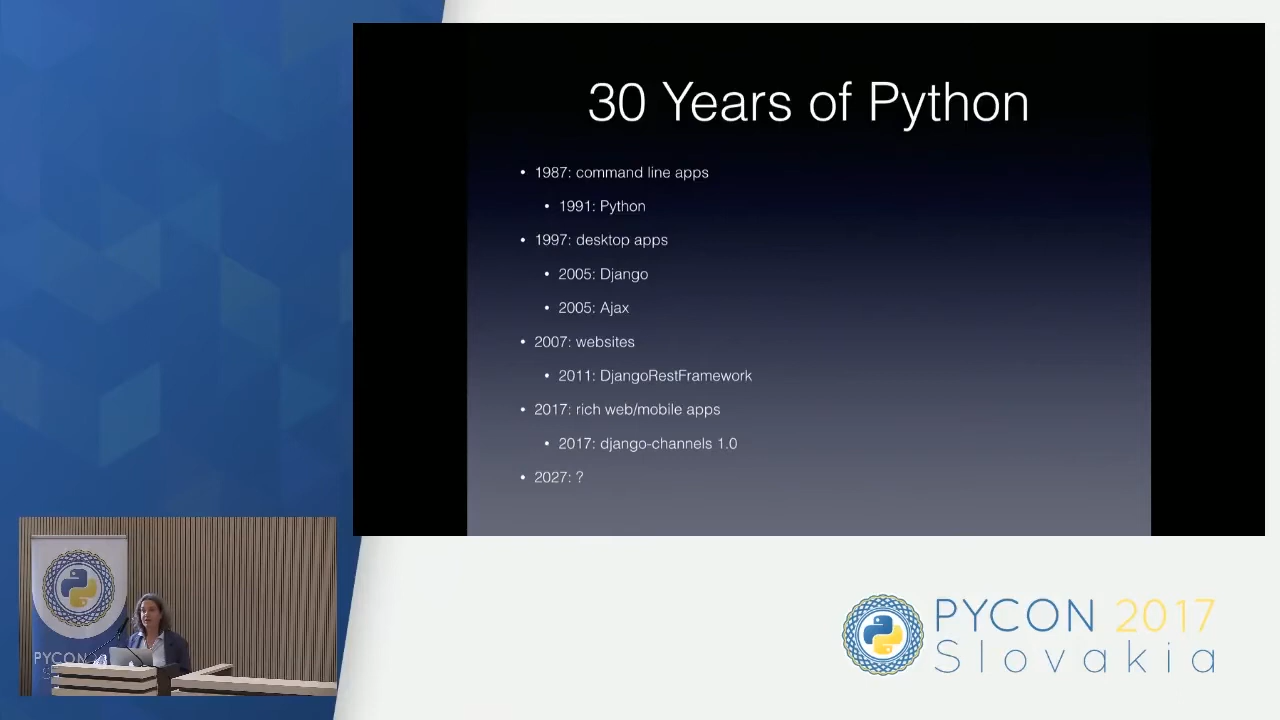 30 Years of Python
• 1987: command line apps
• 1991: Python
• 1997: desktop apps
• 2005: Django
• 2005: Ajax
• 2007: websites
• 2011: DjangoRestFramework
• 2017: rich web/mobile apps
• 2017: django-channels 1.0
• 2027: ?
PYCON
PYCON 2017
Slovakia